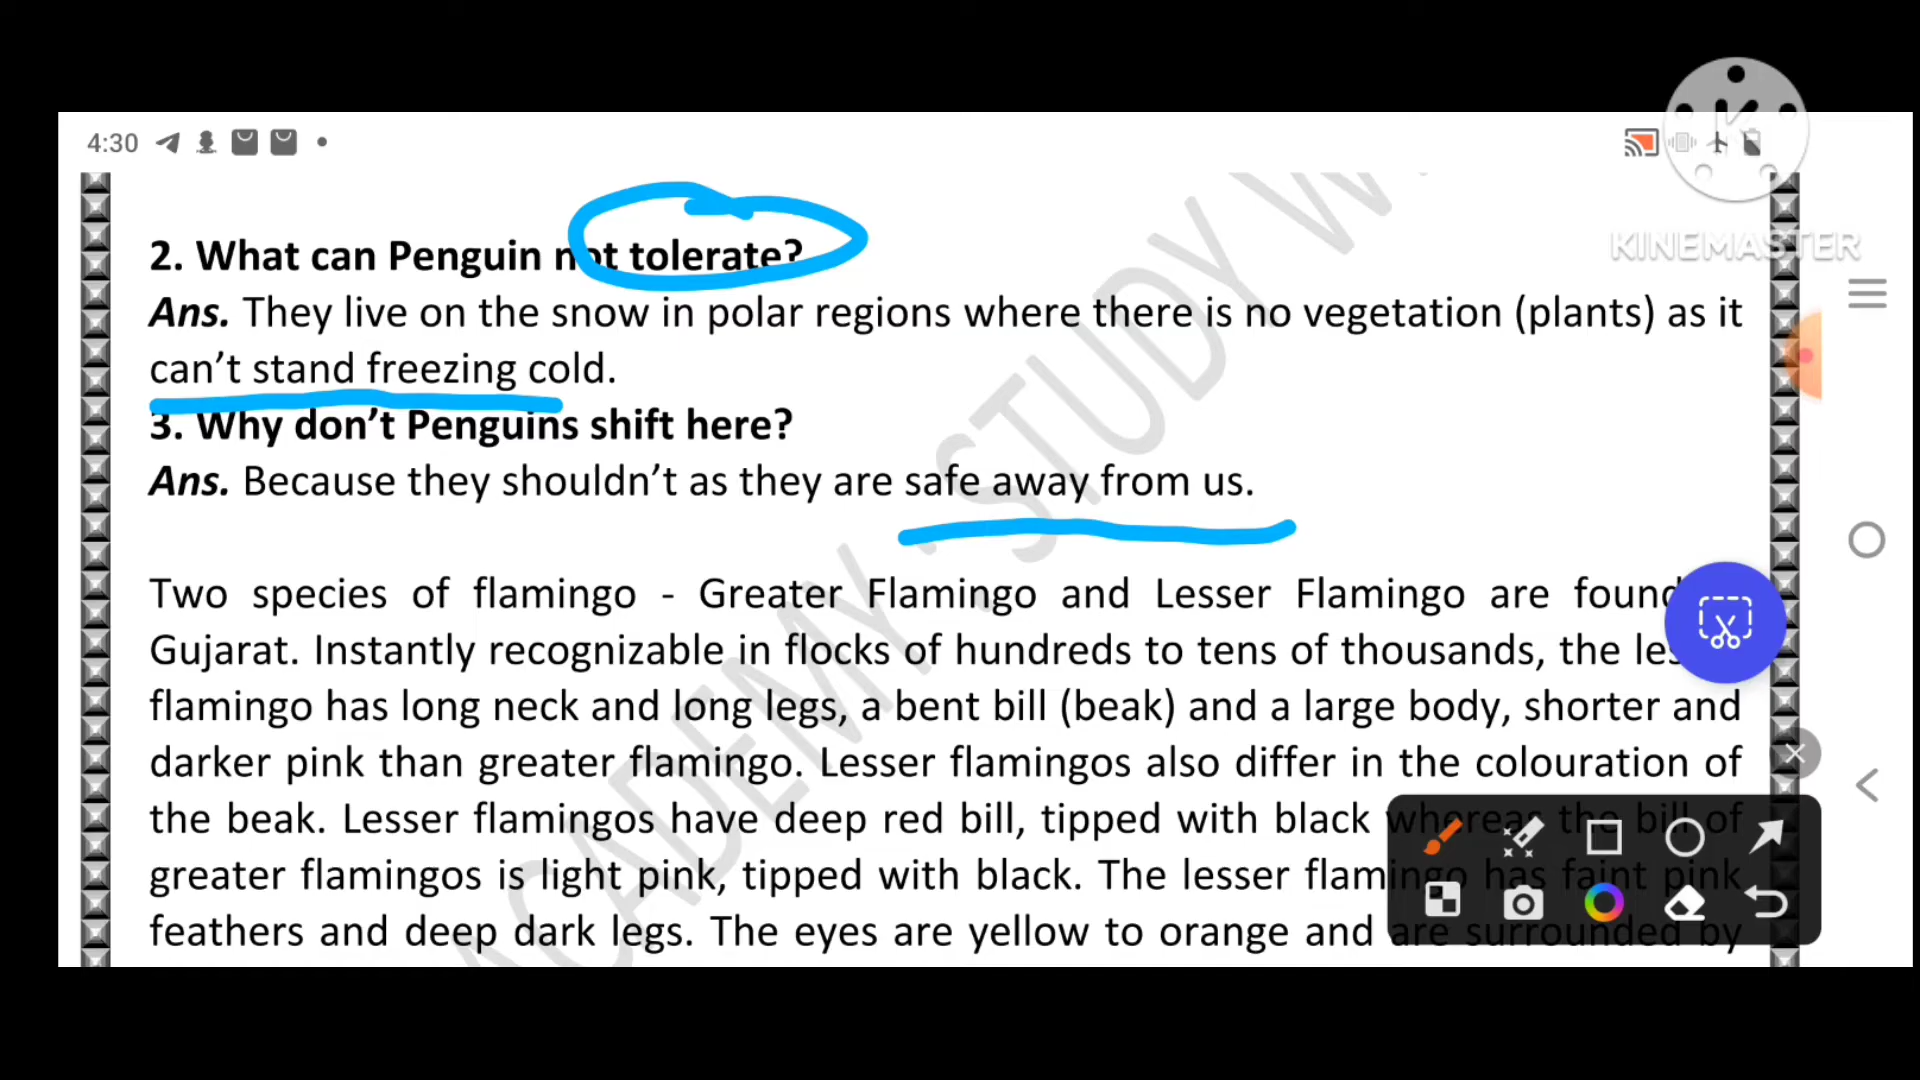 4:30
KINEMASTER
2. What can Penguin not tolerate?
Ans. They live on the snow in polar regions where there is no vegetation (plants) as it
can't stand freezing cold.
3. Why don't Penguins shift here?
Ans. Because they shouldn't as they are safe away from us.
Two species of flamingo - Greater Flamingo and Lesser Flamingo are found
Gujarat. Instantly recognizable in flocks of hundreds to tens of thousands, the
flamingo has long neck and long legs, a bent bill (beak) and a large body, shorter and
darker pink than greater flamingo. Lesser flamingos also differ in the colouration of
the beak. Lesser flamingos have deep red bill, tipped with black whereas the bill of
greater flamingos is light pink, tipped with black. The lesser flamingo has faint pink
feathers and deep dark legs. The eyes are yellow to orange and are surrounded by
ACADEMY STUDY